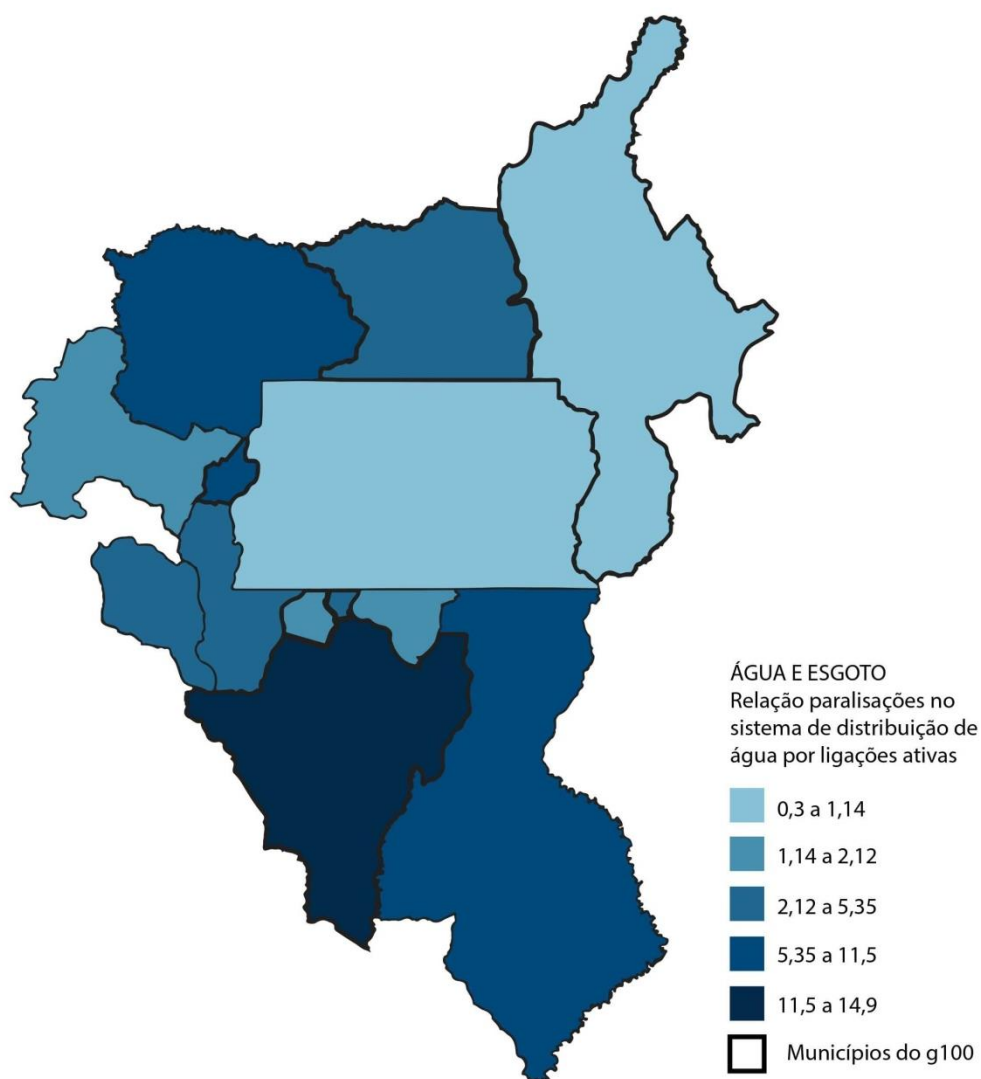 ÁGUA E ESGOTO
Relação paralisações no
sistema de distribuição de
água por ligações ativas
0,3 a 1,14
1,14 a 2,12
2,12 a 5,35
5,35 a 11,5
11,5 a 14,9
Municípios do g100